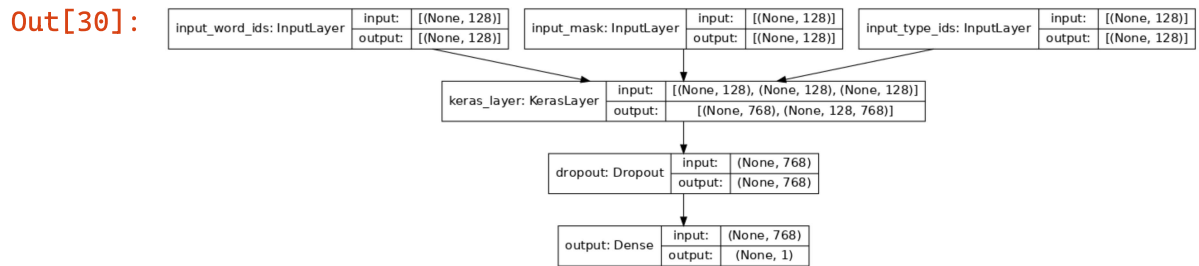 Out[30]:
input_word_ids: InputLayer input: [(None, 128)] output: [(None, 128)]
input_mask: InputLayer input: [(None, 128)] output: [(None, 128)]
input_type_ids: InputLayer input: [(None, 128)] output: [(None, 128)]
keras_layer: KerasLayer input: [(None, 128), (None, 128), (None, 128)] output: [(None, 768), (None, 128, 768)]
dropout: Dropout input: (None, 768) output: (None, 768)
output: Dense input: (None, 768) output: (None, 1)